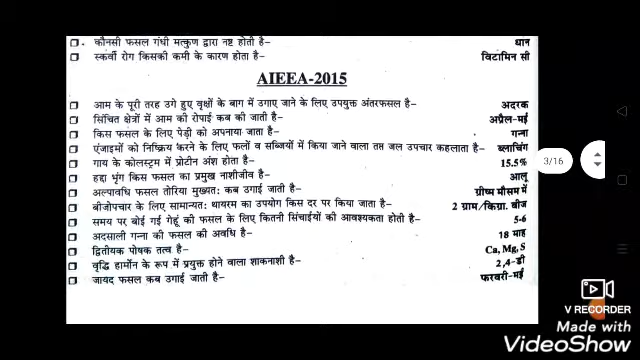 कौनसी फसल गंधी मत्कुण द्वारा नष्ट होती है- धान
स्कर्वी रोग किसकी कमी के कारण होता है- विटामिन सी
AIEEA-2015
आम के पूरी तरह उगे हुए वृक्षों के बाग में उगाए जाने के लिए उपयुक्त अंतरफसल है- अदरक
सिंचित क्षेत्रों में आम की रोपाई कब की जाती है- अप्रैल-मई
किस फसल के लिए पेड़ी को अपनाया जाता है- गन्ना
एंजाइमों को निष्क्रिय करने के लिए फलों व सब्जियों में किया जाने वाला तप्त जल उपचार कहलाता है- ब्लाचिंग
गाय के कोलस्ट्रम में प्रोटीन अंश होता है- 15.5%
हद्दा भृंग किस फसल का प्रमुख नाशीजीव है- आलू
अल्पावधि फसल तोरिया मुख्यतः कब उगाई जाती है- ग्रीष्म मौसम में
बीजोपचार के लिए सामान्यतः थायरम का उपयोग किस दर पर किया जाता है- 2 ग्राम/किग्रा. बीज
समय पर बोई गई गेहूं की फसल के लिए कितनी सिंचाईयों की आवश्यकता होती है- 5-6
अदसाली गन्ना की फसल की अवधि है- 18 माह
द्वितीयक पोषक तत्व है- Ca, Mg, S
वृद्धि हार्मोन के रूप में प्रयुक्त होने वाला शाकनाशी है- 2,4-डी
जायद फसल कब उगाई जाती है- फरवरी-मई
3/16
V RECORDER
Made with
VideoShow